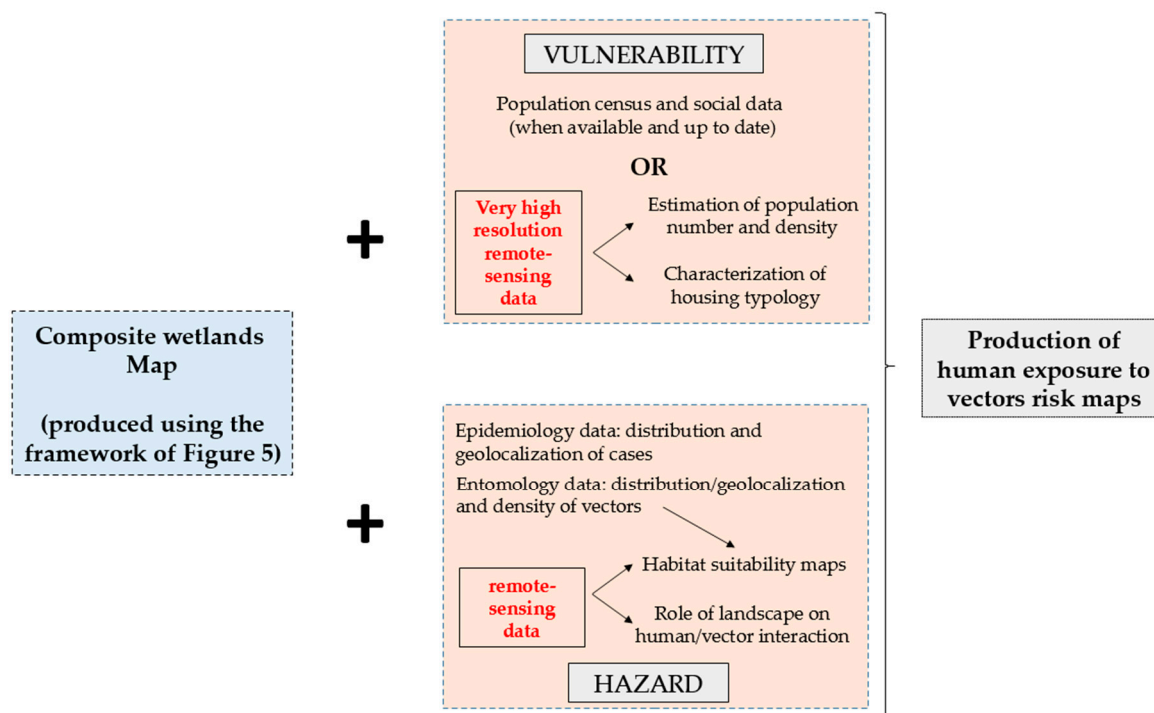 VULNERABILITY
Population census and social data
(when available and up to date)
OR
Very high
resolution
remote-
sensing
data
Estimation of population
number and density
Characterization of
housing typology
+
Composite wetlands
Map
(produced using the
framework of Figure 5)
+
Epidemiology data: distribution and
geolocalization of cases
Entomology data: distribution/geolocalization
and density of vectors
remote-
sensing
data
Habitat suitability maps
Role of landscape on
human/vector interaction
HAZARD
Production of
human exposure to
vectors risk maps